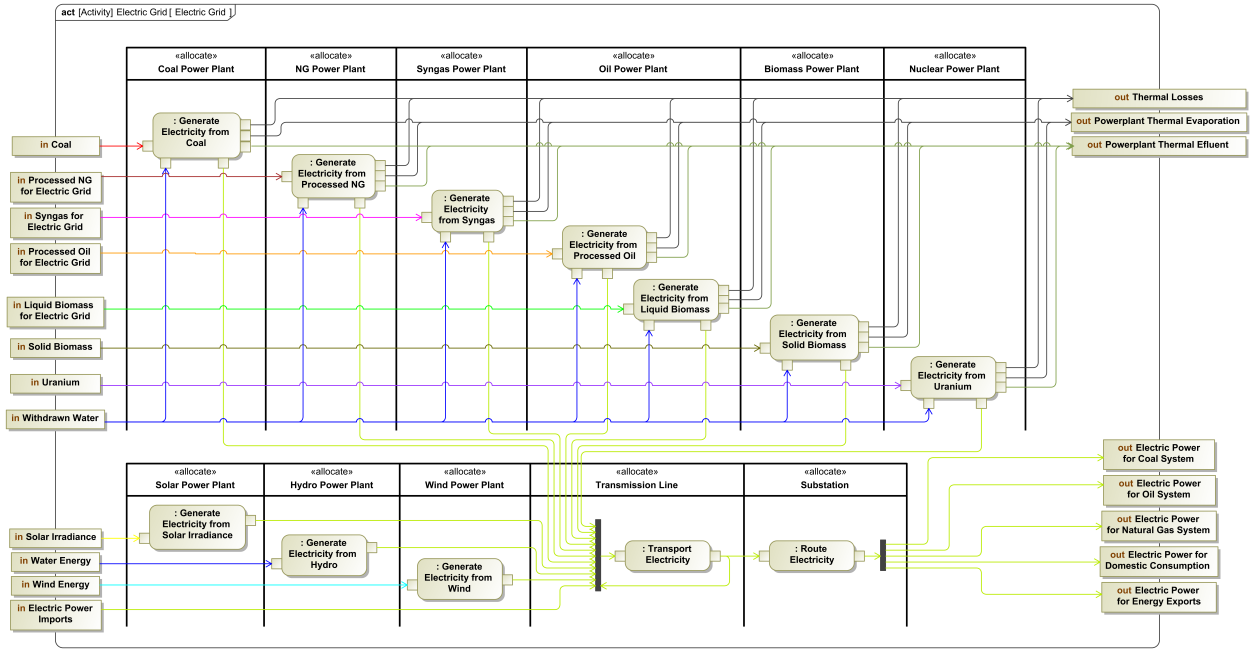 act [Activity] Electric Grid [ Electric Grid ]
«allocate»
Coal Power Plant
«allocate»
NG Power Plant
«allocate»
Syngas Power Plant
«allocate»
Oil Power Plant
«allocate»
Biomass Power Plant
«allocate»
Nuclear Power Plant
out Thermal Losses
out Powerplant Thermal Evaporation
out Powerplant Thermal Efluent
in Coal
in Processed NG
for Electric Grid
in Syngas for
Electric Grid
in Processed Oil
for Electric Grid
in Liquid Biomass
for Electric Grid
in Solid Biomass
in Uranium
in Withdrawn Water
: Generate
Electricity from
Coal
: Generate
Electricity from
Processed NG
: Generate
Electricity
from Syngas
: Generate
Electricity from
Processed Oil
: Generate
Electricity from
Liquid Biomass
: Generate
Electricity from
Solid Biomass
: Generate
Electricity from
Uranium
«allocate»
Solar Power Plant
«allocate»
Hydro Power Plant
«allocate»
Wind Power Plant
«allocate»
Transmission Line
«allocate»
Substation
in Solar Irradiance
in Water Energy
in Wind Energy
in Electric Power
Imports
: Generate
Electricity from
Solar Irradiance
: Generate
Electricity from
Hydro
: Generate
Electricity from
Wind
: Transport
Electricity
: Route
Electricity
out Electric Power
for Coal System
out Electric Power
for Oil System
out Electric Power
for Natural Gas System
out Electric Power for
Domestic Consumption
out Electric Power
for Energy Exports